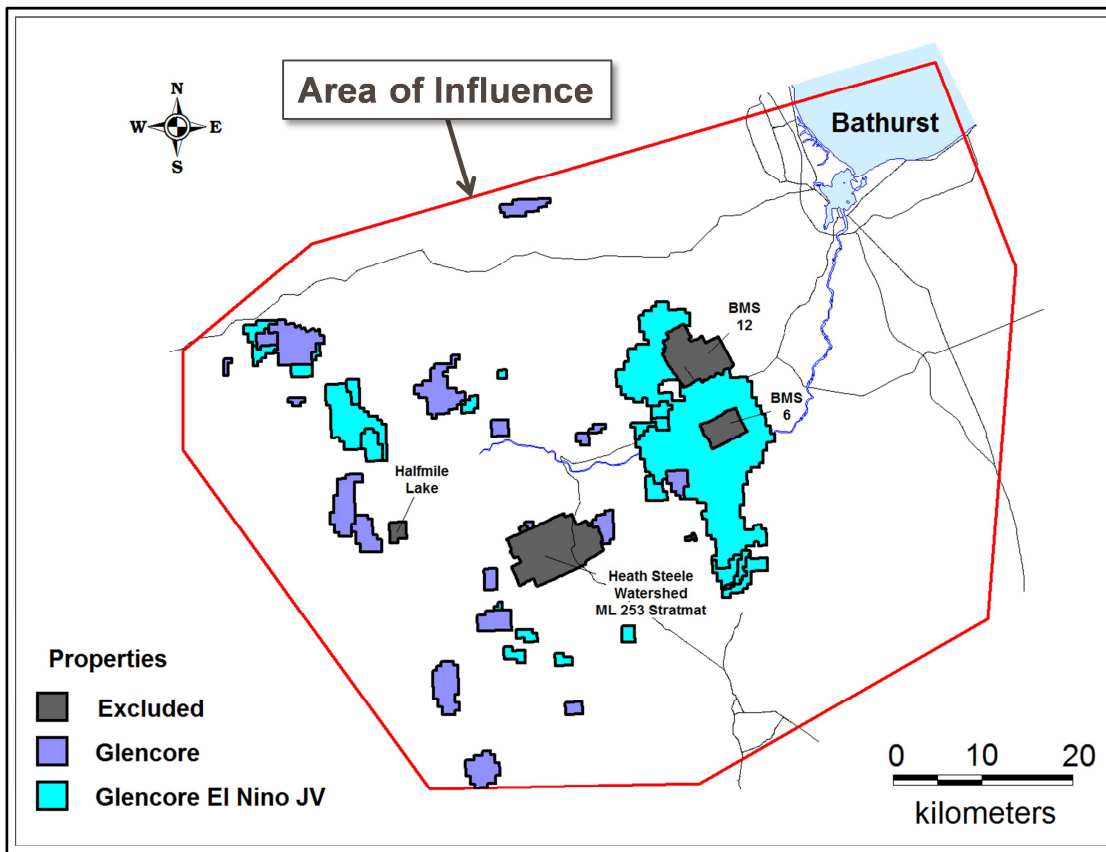 Area of Influence
N
W E
S
Bathurst
BMS
12
BMS
6
Halfmile
Lake
Heath Steele
Watershed
ML 253 Stratmat
Properties
Excluded
Glencore
Glencore El Nino JV
0 10 20
kilometers